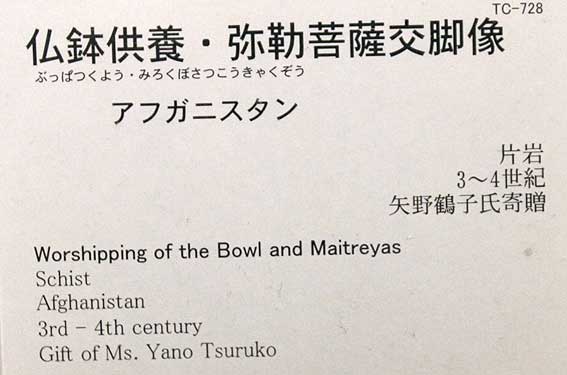 TC-728
仏鉢供養・弥勒菩薩交脚像
ぶっぱつくよう・みろくぼさつこうきゃくぞう
アフガニスタン
片岩
3〜4世紀
矢野鶴子氏寄贈
Worshipping of the Bowl and Maitreyas
Schist
Afghanistan
3rd - 4th century
Gift of Ms. Yano Tsuruko